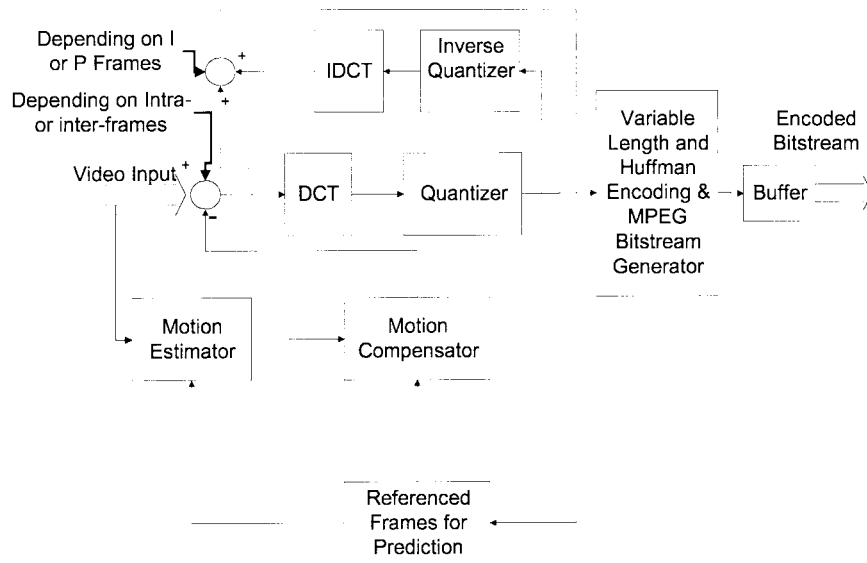 Depending on I
or P Frames
+
IDCT
Inverse
Quantizer
+
Depending on Intra-
or inter-frames
Video Input
+
DCT
Quantizer
-
Variable
Length and
Huffman
Encoding &
MPEG
Bitstream
Generator
Encoded
Bitstream
Buffer
Motion
Estimator
Motion
Compensator
Referenced
Frames for
Prediction